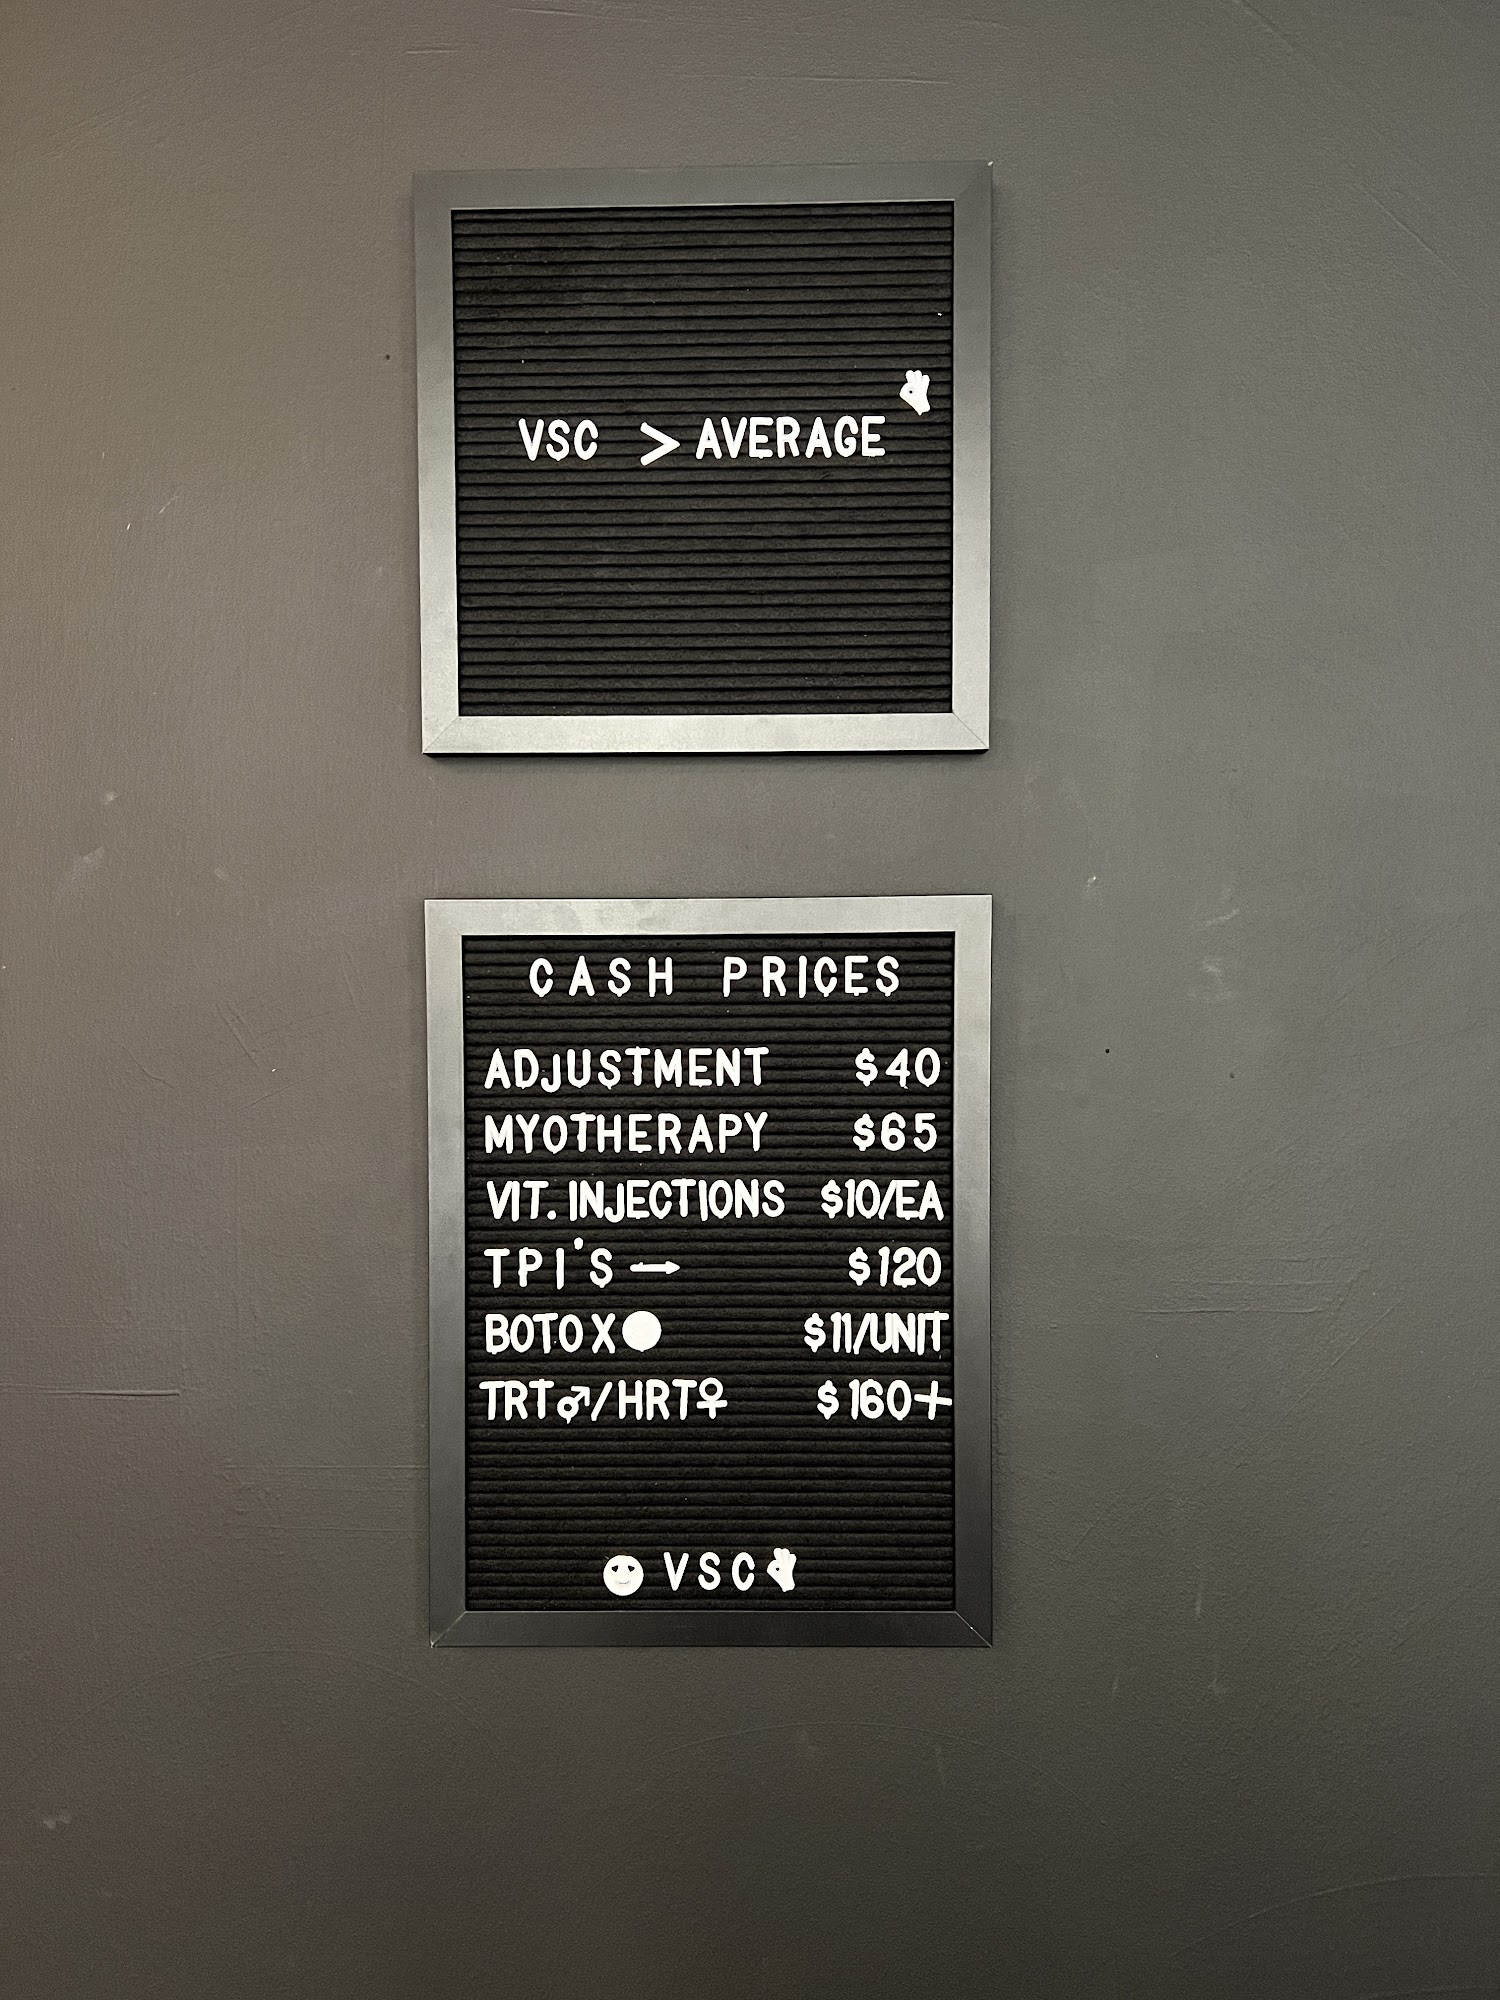 VSC > AVERAGE
CASH PRICES
ADJUSTMENT $40
MYOTHERAPY $65
VIT. INJECTIONS $10/EA
TPI'S → $120
BOTOX $11/UNIT
TRT♂/HRT♀ $160+
VSC